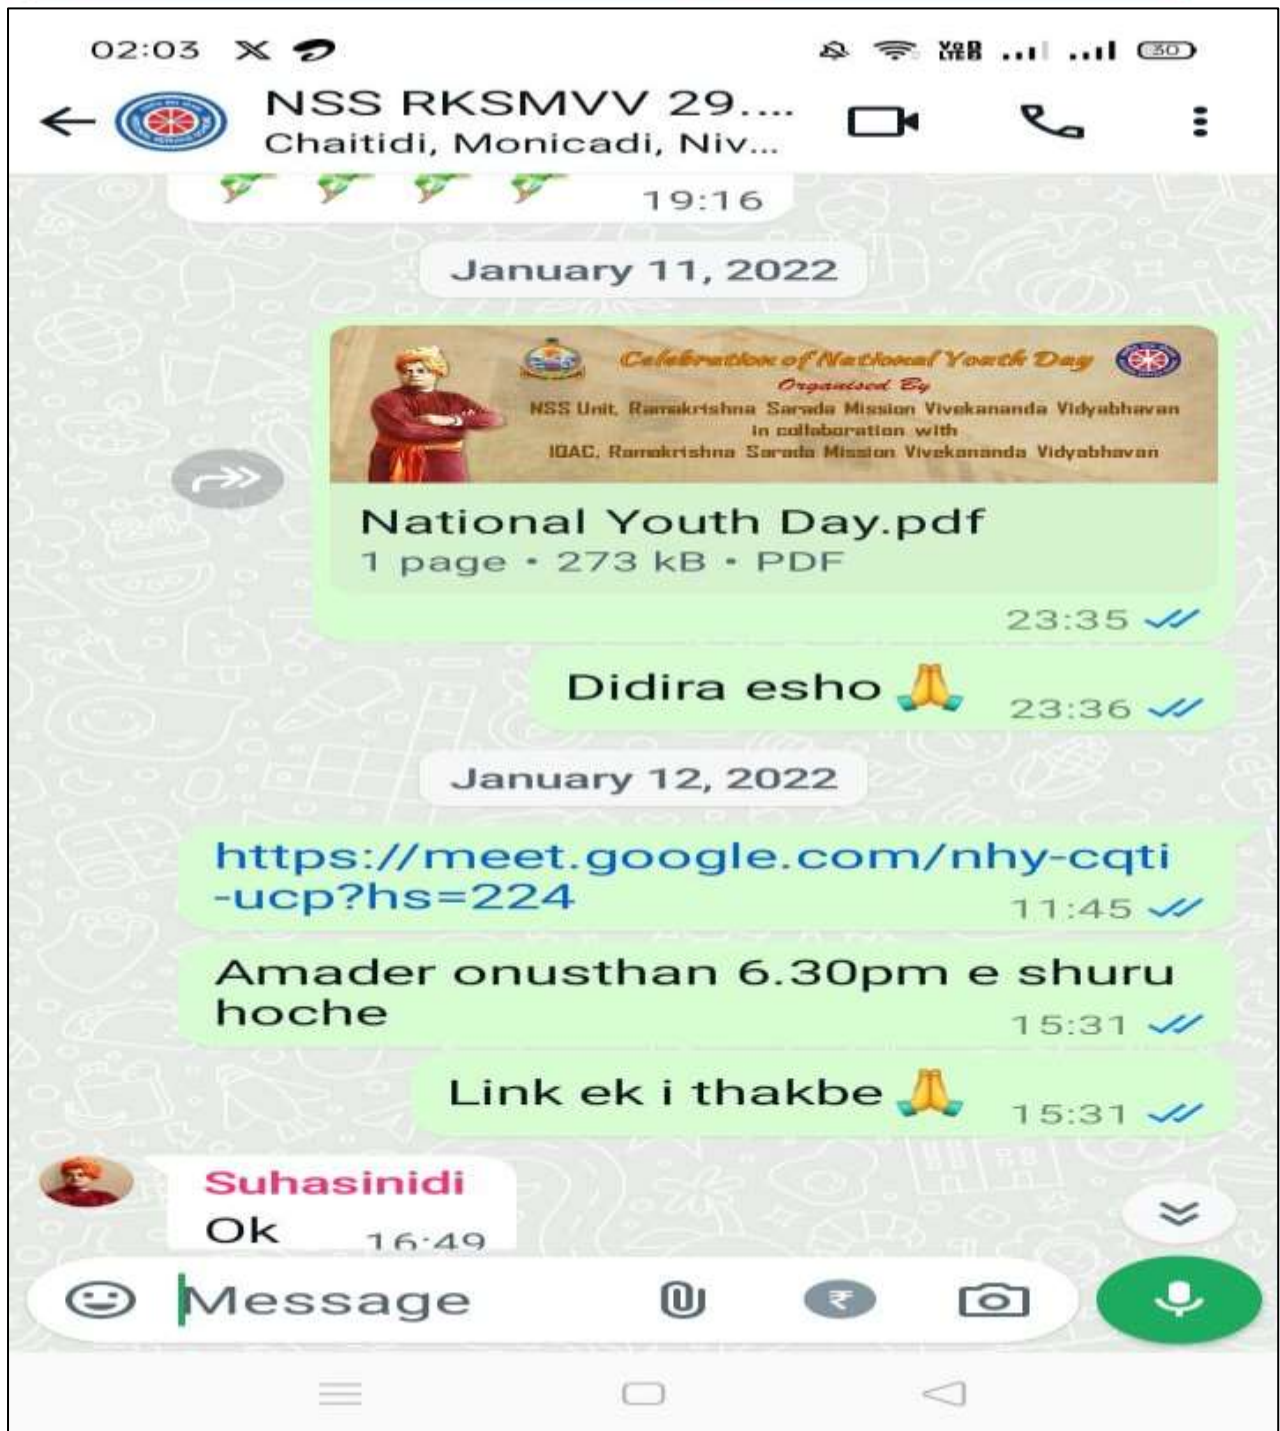 02:03
VoD LTED
30
NSS RKSMVV 29....
Chaitidi, Monicadi, Niv...
19:16
January 11, 2022
Celebration of National Youth Day
Organised By
NSS Unit, Ramakrishna Sarada Mission Vivekananda Vidyabhavan
in collaboration with
IQAC, Ramakrishna Sarada Mission Vivekananda Vidyabhavan
National Youth Day.pdf
1 page • 273 kB • PDF
23:35
Didira esho 🙏 23:36
January 12, 2022
https://meet.google.com/nhy-cqti
-ucp?hs=224 11:45
Amader onusthan 6.30pm e shuru
hoche 15:31
Link ek i thakbe 🙏 15:31
Suhasinidi
Ok 16:49
Message
₹